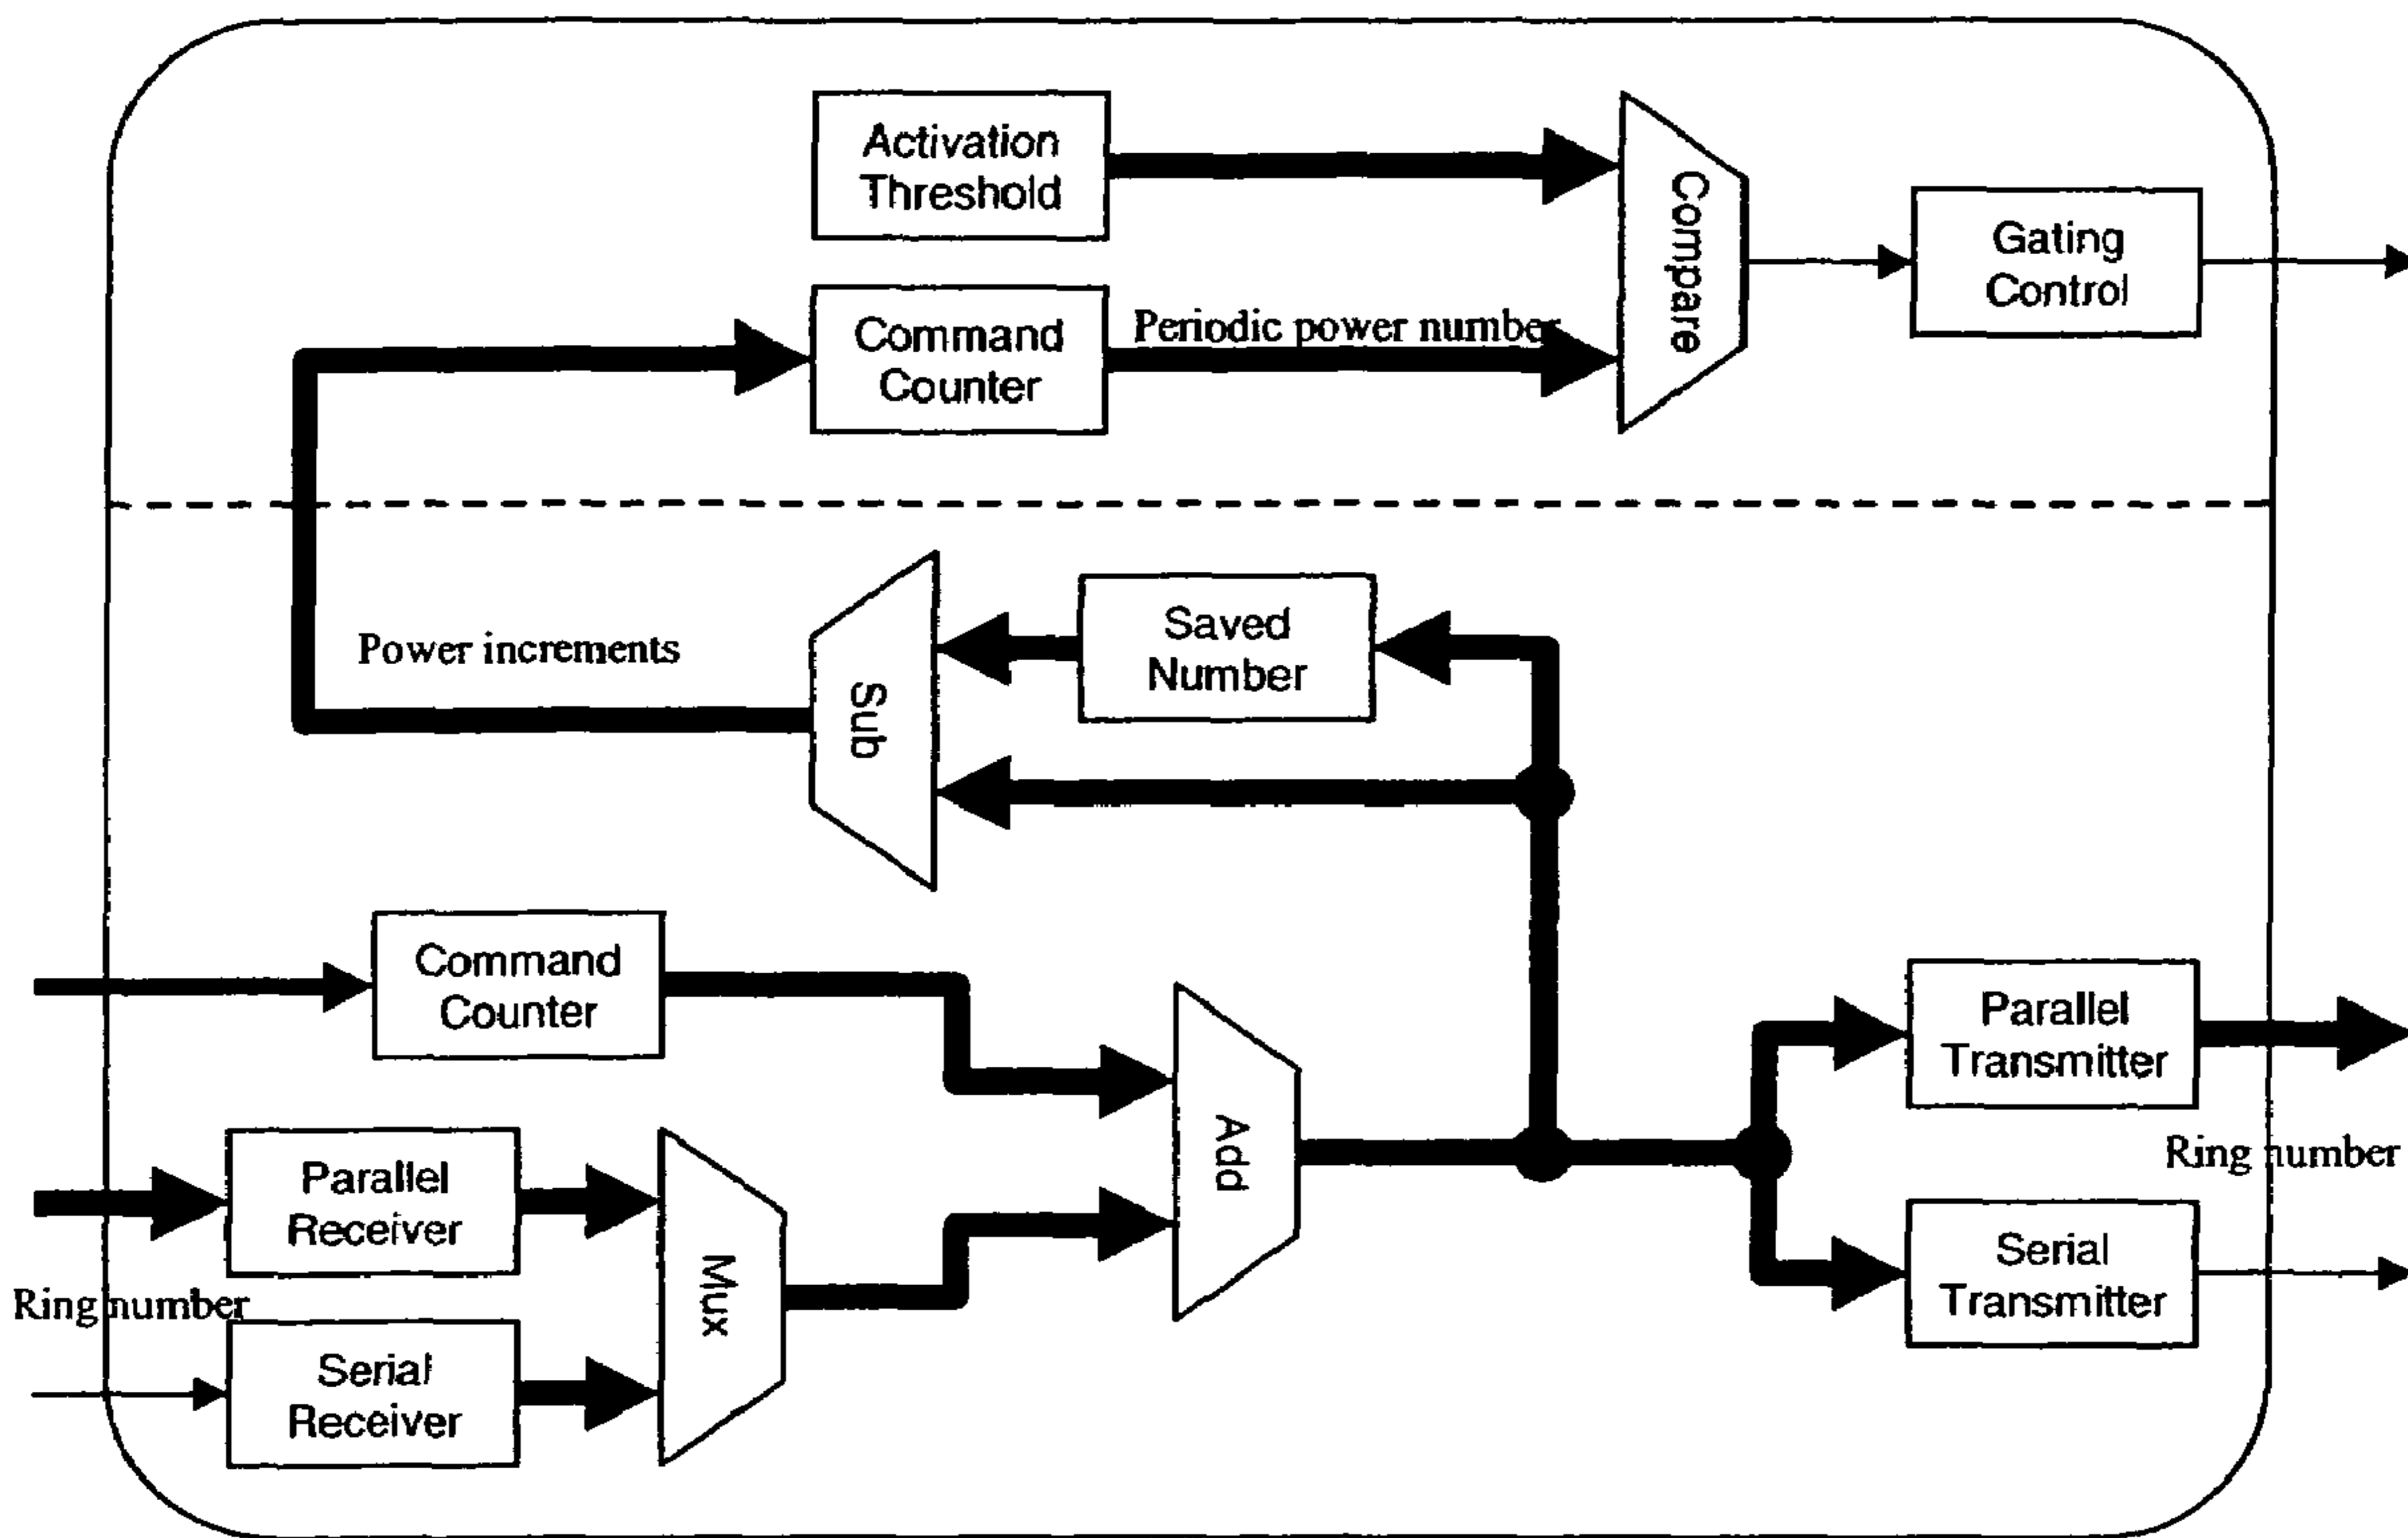 Activation
Threshold
Compare
Gating
Control
Command
Counter
Periodic power number
Sub
Saved
Number
Power increments
Command
Counter
Add
Parallel
Transmitter
Parallel
Receiver
Mux
Ring number
Serial
Transmitter
Ring number
Serial
Receiver